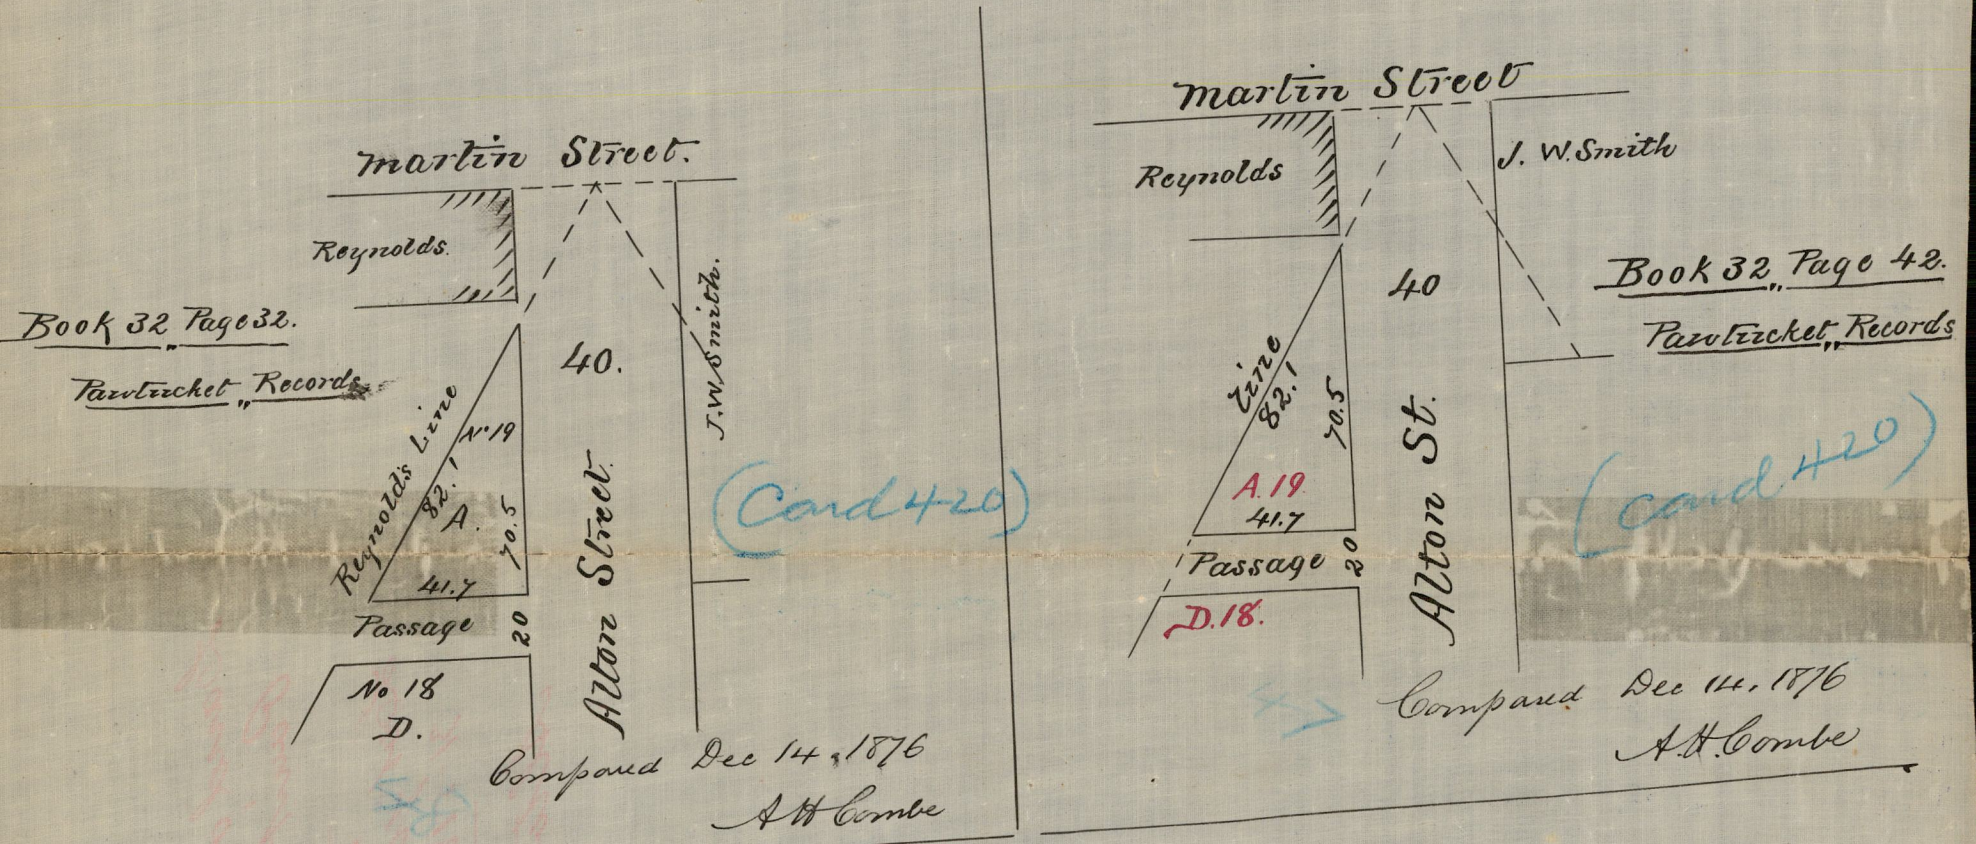 Martin Street.
Reynolds.
Book 32 „ Page 32.
Pawtucket „ Records
Reynolds Line
82.1
No 19
A.
70.5
41.7
40.
Alton Street.
J. W. Smith.
(Card 420)
Passage
20
No 18
D.
Compared Dec 14, 1876
A H Combe
Martin Street
Reynolds
J. W. Smith
Book 32 „ Page 42.
Pawtucket „ Records
40
Line
82.1
70.5
A. 19.
41.7
Alton St.
(Card 420)
Passage
20
D. 18.
Compared Dec 14, 1876
A. H. Combe